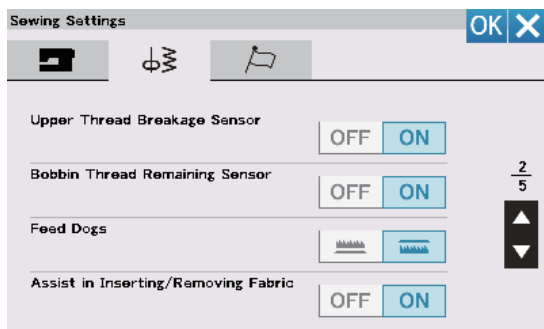 Sewing Settings
OK
Upper Thread Breakage Sensor
OFF ON
Bobbin Thread Remaining Sensor
OFF ON
2
5
Feed Dogs
Assist in Inserting/Removing Fabric
OFF ON